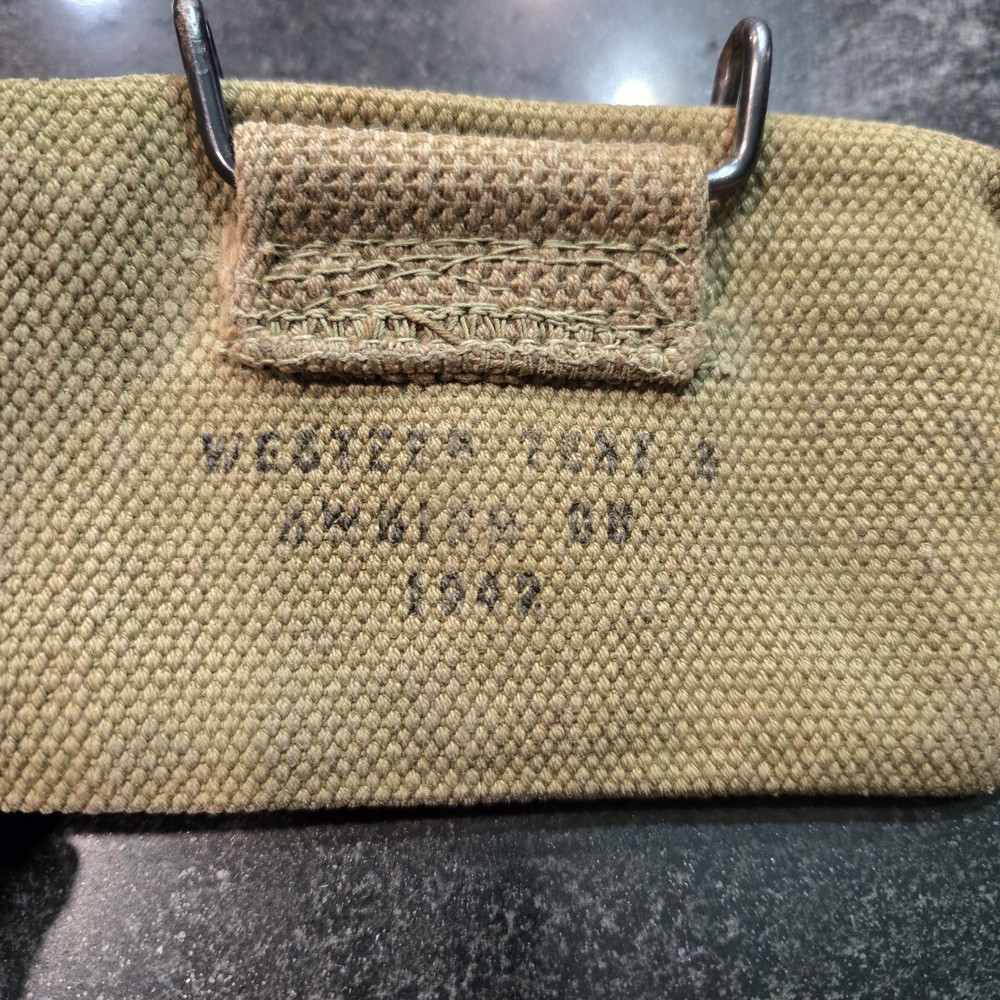 WESTERN TENT &
AWNING CO.
1942